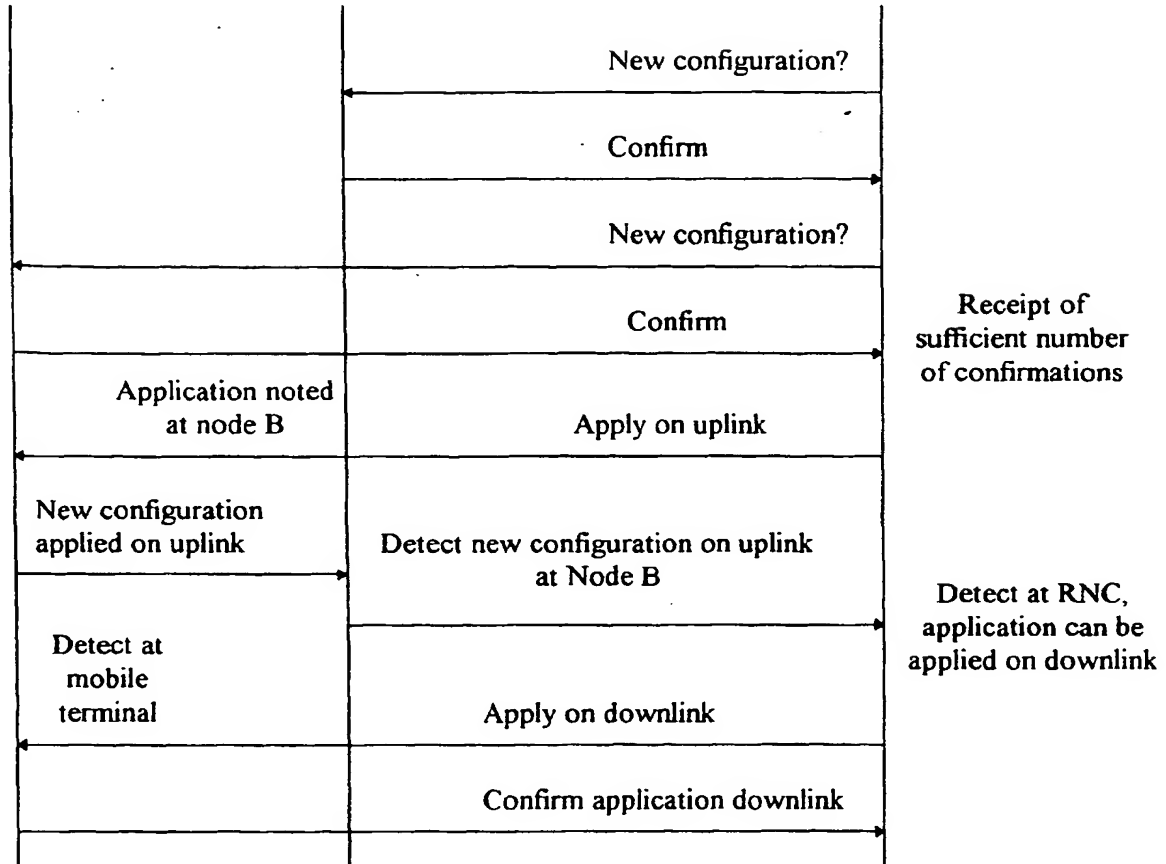 New configuration?
Confirm
New configuration?
Confirm
Receipt of
sufficient number
of confirmations
Application noted
at node B
Apply on uplink
New configuration
applied on uplink
Detect new configuration on uplink
at Node B
Detect at RNC,
application can be
applied on downlink
Detect at
mobile
terminal
Apply on downlink
Confirm application downlink